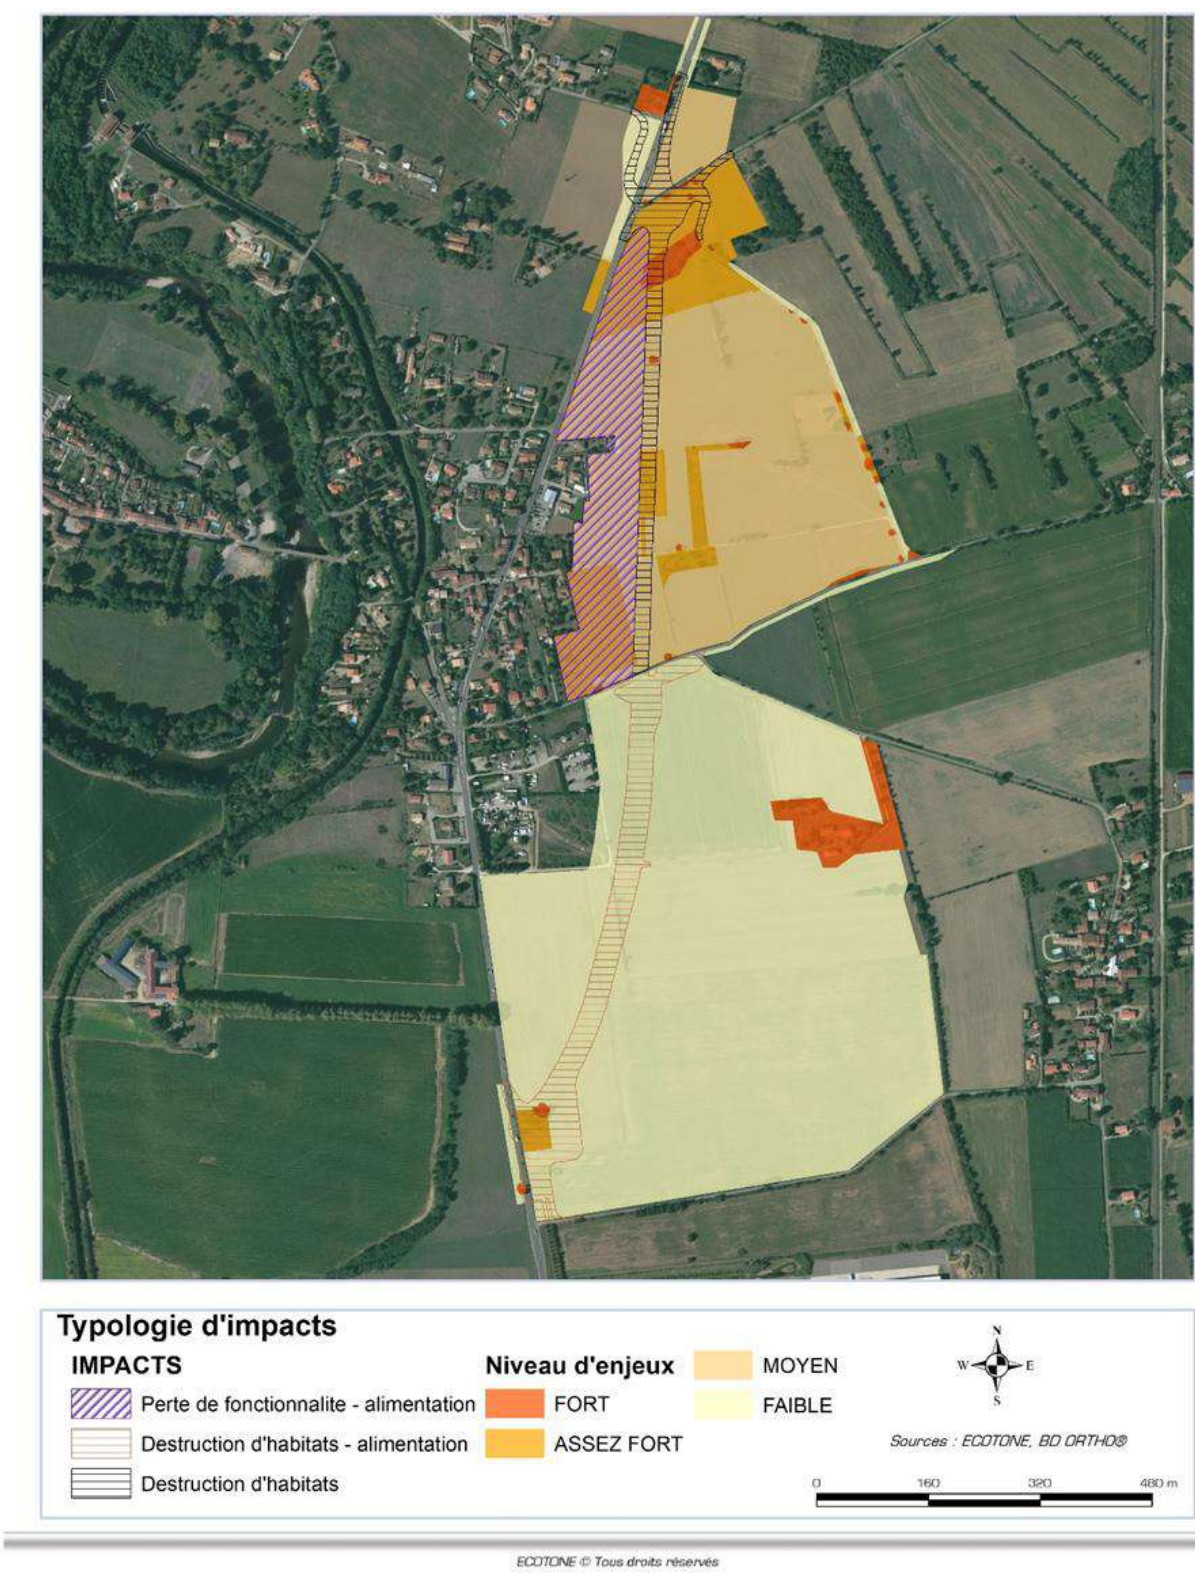 Typologie d'impacts
IMPACTS
Perte de fonctionnalite - alimentation
Destruction d'habitats - alimentation
Destruction d'habitats
Niveau d'enjeux
FORT
ASSEZ FORT
MOYEN
FAIBLE
N
W E
S
Sources : ECOTONE, BD ORTHO®
0 160 320 480 m
ECOTONE © Tous droits réservés